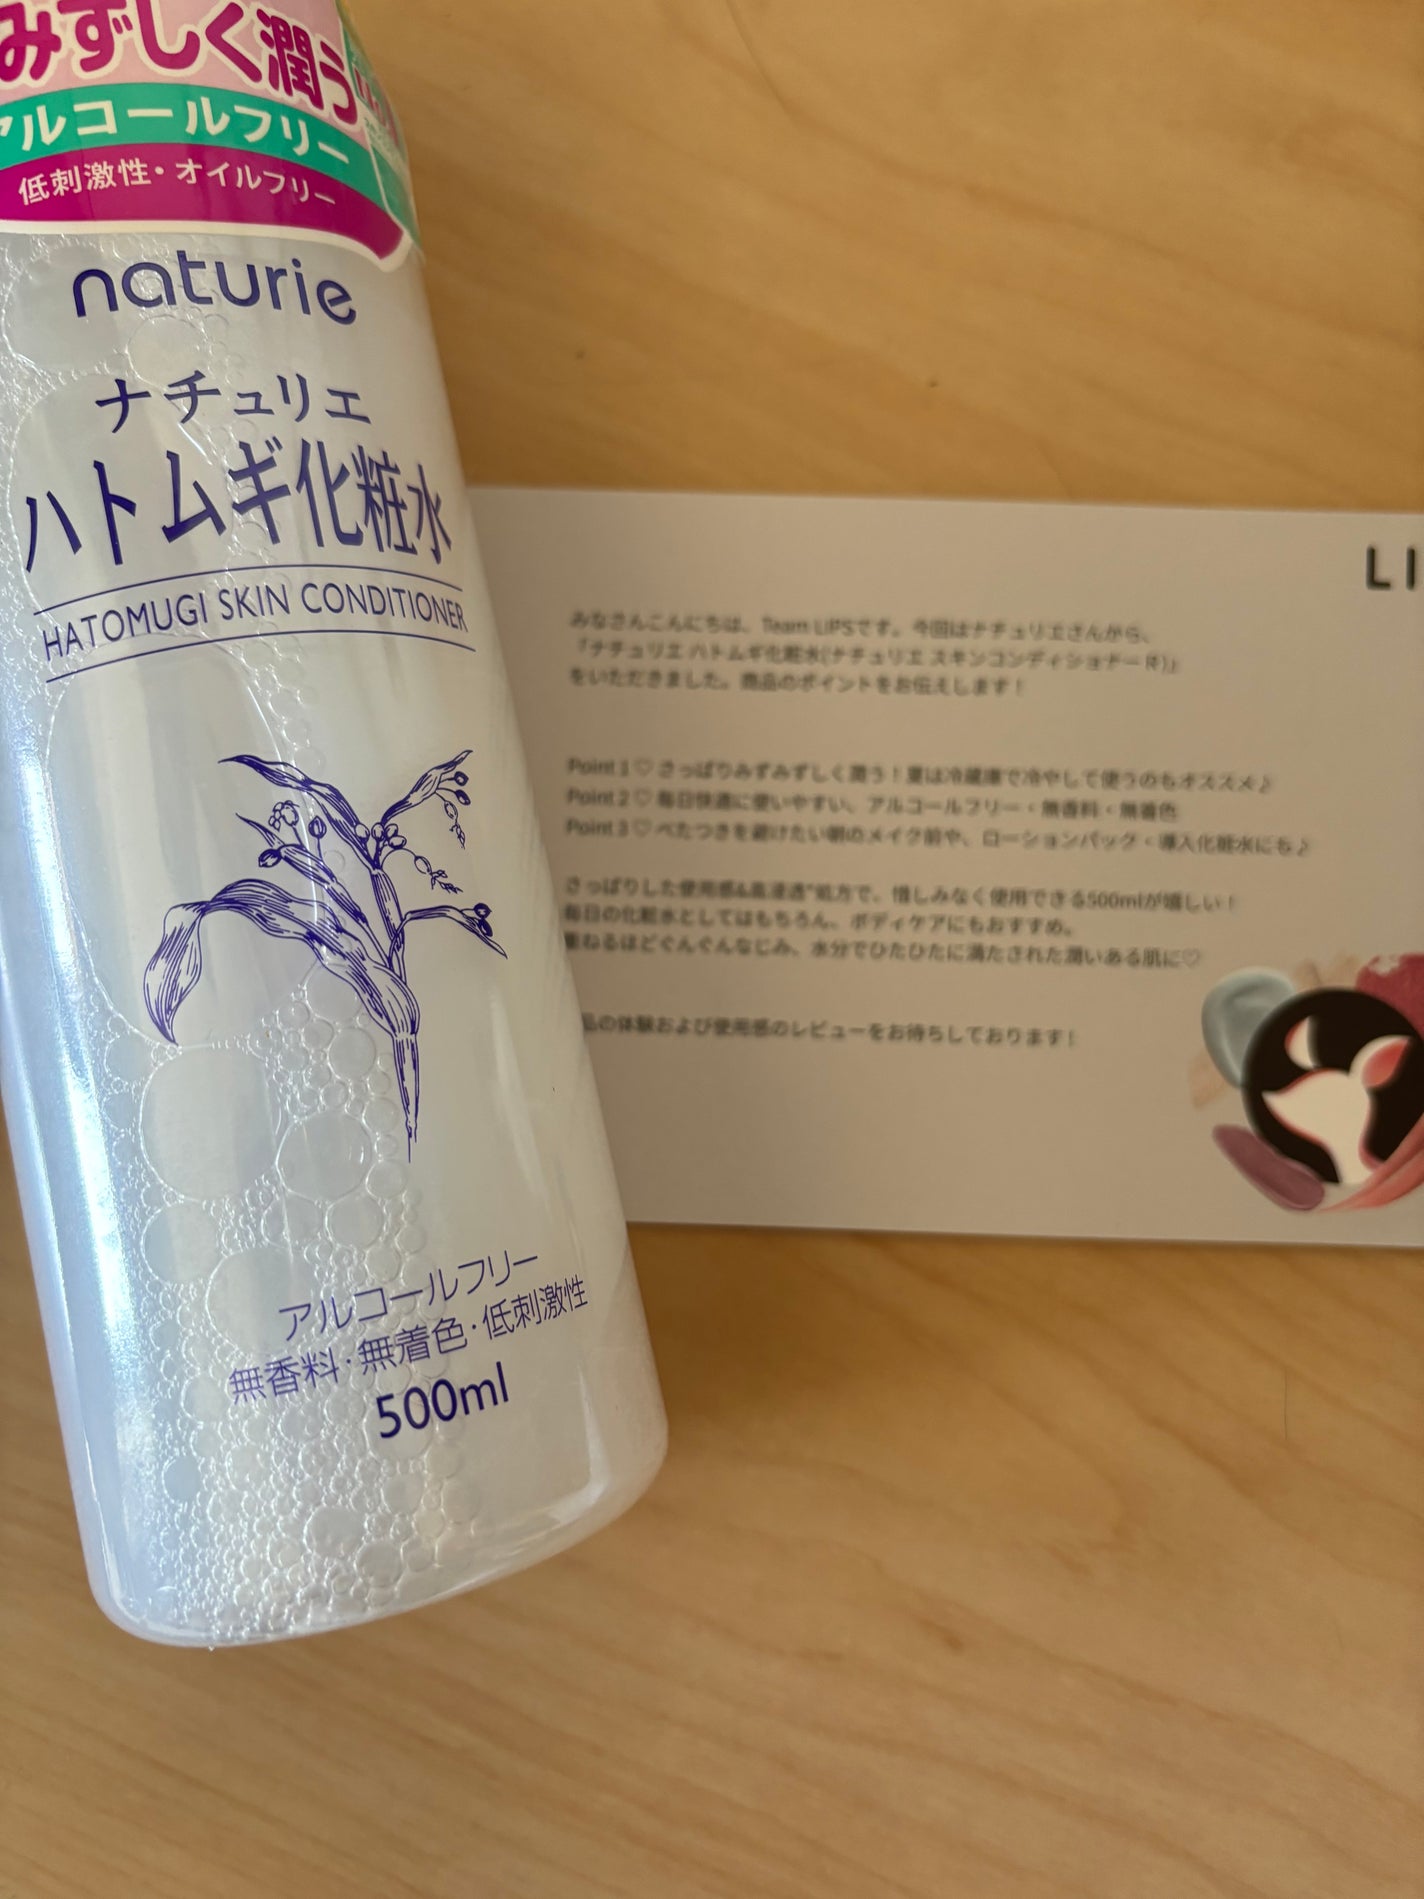 みずしく潤う
アルコールフリー
低刺激性・オイルフリー
naturie
ナチュリエ
ハトムギ化粧水
HATOMUGI SKIN CONDITIONER
アルコールフリー
無香料・無着色・低刺激性
500ml
LI
みなさんこんにちは、Team LIPSです。今回はナチュリエさんから、
「ナチュリエ ハトムギ化粧水(ナチュリエ スキンコンディショナー R)」
をいただきました。商品のポイントをお伝えします！
Point 1 ♡ さっぱりみずみずしく潤う！夏は冷蔵庫で冷やして使うのもオススメ♪
Point 2 ♡ 毎日快適に使いやすい、アルコールフリー・無香料・無着色
Point 3 ♡ べたつきを避けたい朝のメイク前や、ローションパック・導入化粧水にも♪
さっぱりした使用感&高浸透*処方で、惜しみなく使用できる500mlが嬉しい！
毎日の化粧水としてはもちろん、ボディケアにもおすすめ。
重ねるほどぐんぐんなじみ、水分でひたひたに満たされた潤いある肌に♡
品の体験および使用感のレビューをお待ちしております！